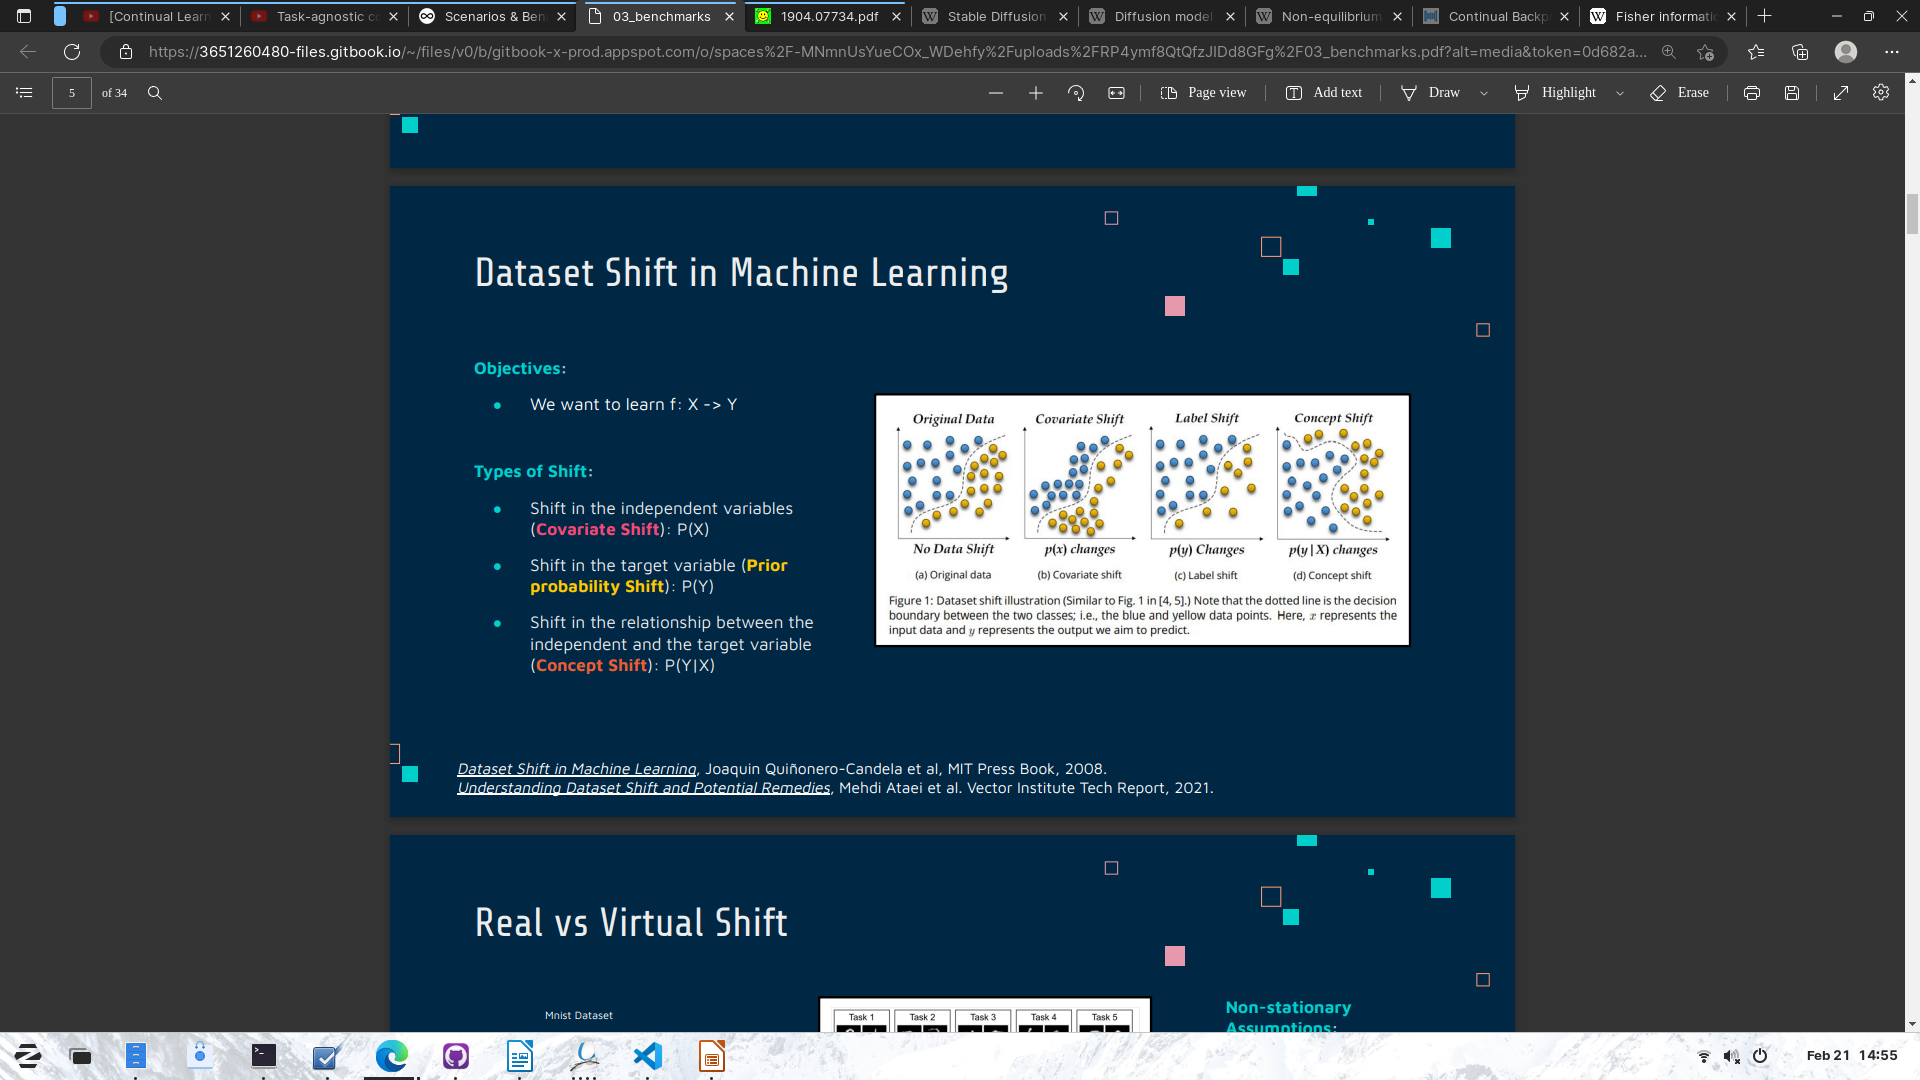 [Continual Learn
Task-agnostic c
Scenarios & Ben
03_benchmarks
1904.07734.pdf
Stable Diffusion
Diffusion model
Non-equilibrium
Continual Backp
Fisher informatic
https://3651260480-files.gitbook.io/~/files/v0/b/gitbook-x-prod.appspot.com/o/spaces%2F-MNmnUsYueCOx_WDehfy%2Fuploads%2FRP4ymf8QtQfzJIDd8GFg%2F03_benchmarks.pdf?alt=media&token=0d682a...
5 of 34
Page view
Add text
Draw
Highlight
Erase
Dataset Shift in Machine Learning
Objectives:
● We want to learn f: X -> Y
Types of Shift:
● Shift in the independent variables
(Covariate Shift): P(X)
● Shift in the target variable (Prior
probability Shift): P(Y)
● Shift in the relationship between the
independent and the target variable
(Concept Shift): P(Y|X)
Original Data
Covariate Shift
Label Shift
Concept Shift
No Data Shift
p(x) changes
p(y) Changes
p(y|X) changes
(a) Original data
(b) Covariate shift
(c) Label shift
(d) Concept shift
Figure 1: Dataset shift illustration (Similar to Fig. 1 in [4, 5].) Note that the dotted line is the decision
boundary between the two classes; i.e., the blue and yellow data points. Here, x represents the
input data and y represents the output we aim to predict.
Dataset Shift in Machine Learning, Joaquin Quiñonero-Candela et al, MIT Press Book, 2008.
Understanding Dataset Shift and Potential Remedies, Mehdi Ataei et al. Vector Institute Tech Report, 2021.
Real vs Virtual Shift
Mnist Dataset
Task 1
Task 2
Task 3
Task 4
Task 5
Non-stationary
Assumptions:
Feb 21 14:55